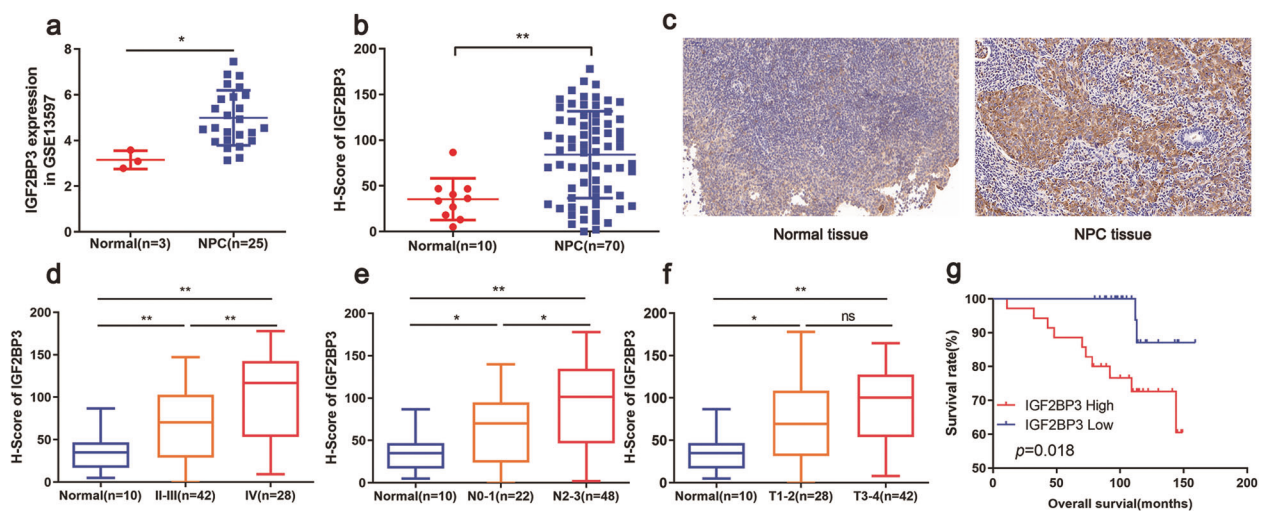 a
IGF2BP3 expression
in GSE13597
8
6
4
2
0
*
Normal(n=3)
NPC(n=25)
b
H-Score of IGF2BP3
200
150
100
50
0
**
Normal(n=10)
NPC(n=70)
c
Normal tissue
NPC tissue
d
H-Score of IGF2BP3
200
150
100
50
0
**
**
**
Normal(n=10)
II-III(n=42)
IV(n=28)
e
H-Score of IGF2BP3
200
150
100
50
0
**
*
*
Normal(n=10)
N0-1(n=22)
N2-3(n=48)
f
H-Score of IGF2BP3
200
150
100
50
0
**
*
ns
Normal(n=10)
T1-2(n=28)
T3-4(n=42)
g
Survival rate(%)
100
90
80
70
60
50
IGF2BP3 High
IGF2BP3 Low
p=0.018
0
50
100
150
200
Overall survial(months)